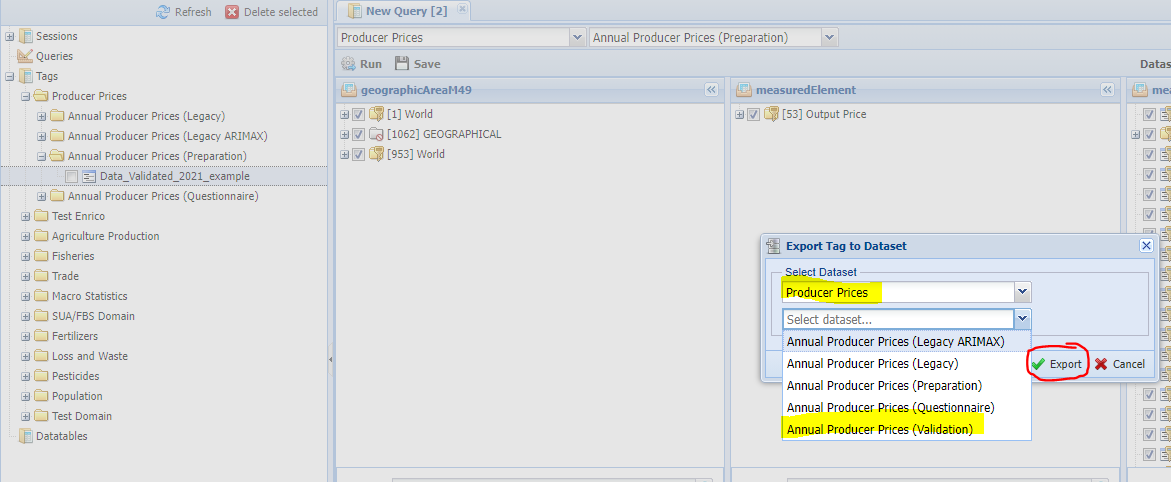 Refresh Delete selected
Sessions
Queries
Tags
Producer Prices
Annual Producer Prices (Legacy)
Annual Producer Prices (Legacy ARIMAX)
Annual Producer Prices (Preparation)
Data_Validated_2021_example
Annual Producer Prices (Questionnaire)
Test Enrico
Agriculture Production
Fisheries
Trade
Macro Statistics
SUA/FBS Domain
Fertilizers
Loss and Waste
Pesticides
Population
Test Domain
Datatables
New Query [2]
Producer Prices Annual Producer Prices (Preparation)
Run Save Datas
geographicAreaM49
[1] World
[1062] GEOGRAPHICAL
[953] World
measuredElement
[53] Output Price
mea
Export Tag to Dataset
Select Dataset
Producer Prices
Select dataset...
Annual Producer Prices (Legacy ARIMAX)
Annual Producer Prices (Legacy)
Annual Producer Prices (Preparation)
Annual Producer Prices (Questionnaire)
Annual Producer Prices (Validation)
Export Cancel